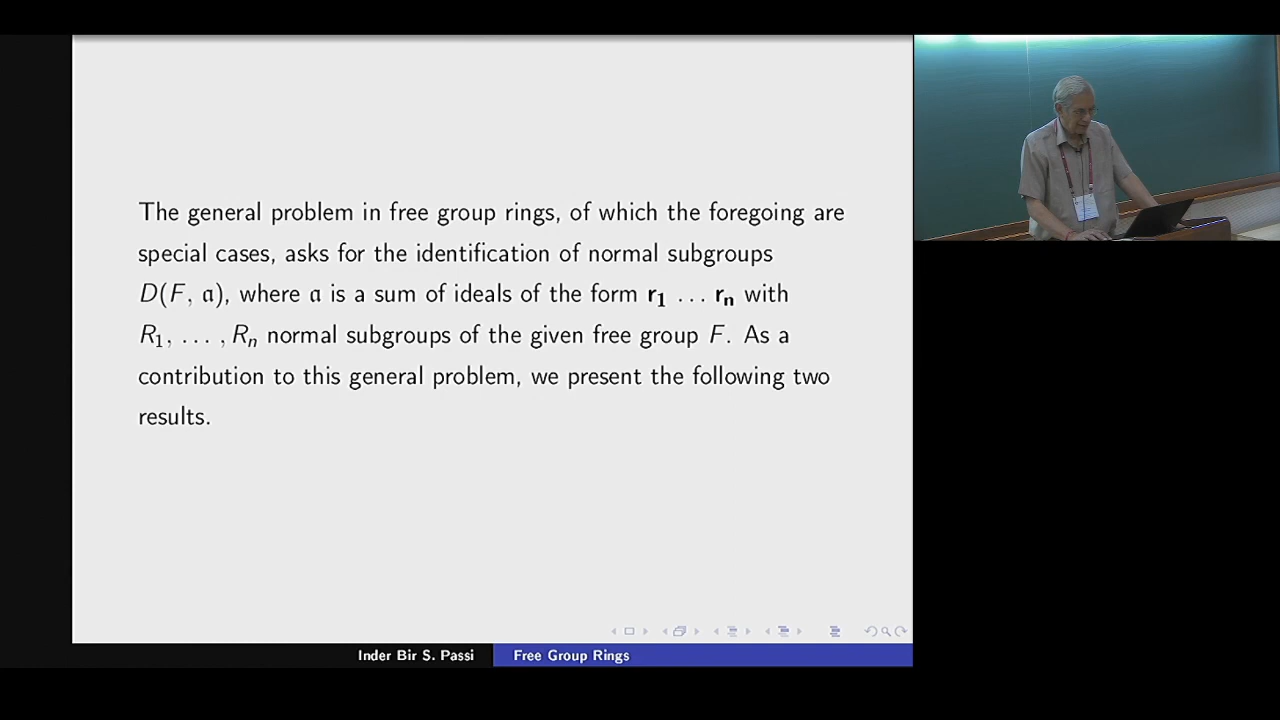 The general problem in free group rings, of which the foregoing are
special cases, asks for the identification of normal subgroups
D(F, 𝔞), where 𝔞 is a sum of ideals of the form 𝐫₁ … 𝐫ₙ with
R₁, … , Rₙ normal subgroups of the given free group F. As a
contribution to this general problem, we present the following two
results.
Inder Bir S. Passi
Free Group Rings